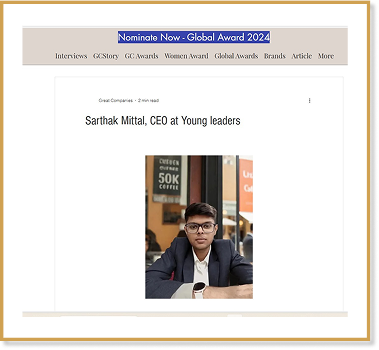 Nominate Now - Global Award 2024
Interviews GCStory GC Awards Women Award Global Awards Brands Article More
Great Companies · 2 min read
Sarthak Mittal, CEO at Young leaders
50K
COFFEE